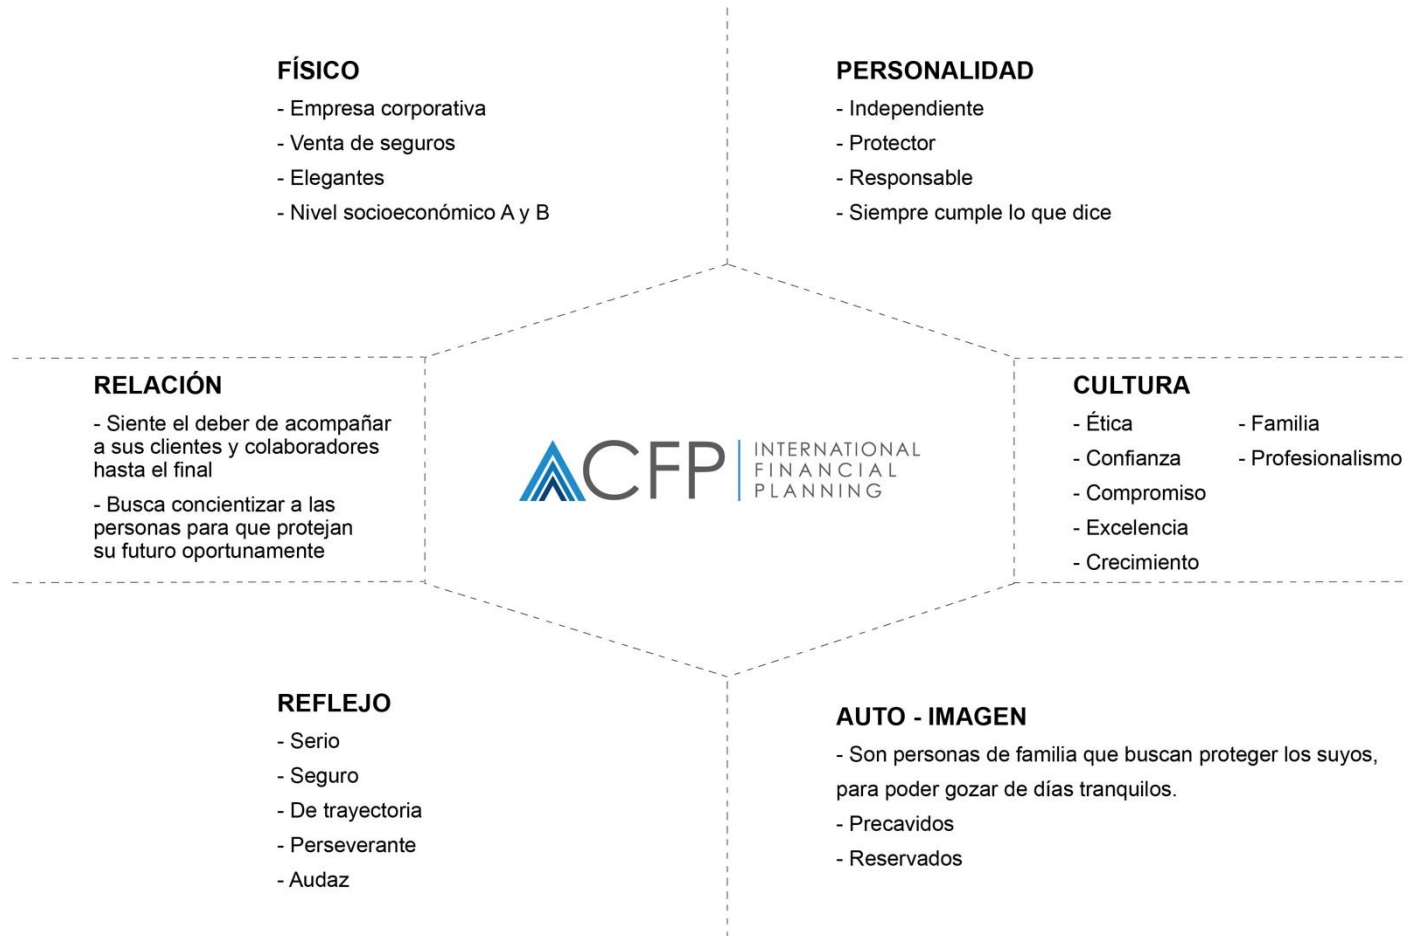 FÍSICO
- Empresa corporativa
- Venta de seguros
- Elegantes
- Nivel socioeconómico A y B
PERSONALIDAD
- Independiente
- Protector
- Responsable
- Siempre cumple lo que dice
RELACIÓN
- Siente el deber de acompañar
a sus clientes y colaboradores
hasta el final
- Busca concientizar a las
personas para que protejan
su futuro oportunamente
ACFP
INTERNATIONAL
FINANCIAL
PLANNING
CULTURA
- Ética
- Confianza
- Compromiso
- Excelencia
- Crecimiento
- Familia
- Profesionalismo
REFLEJO
- Serio
- Seguro
- De trayectoria
- Perseverante
- Audaz
AUTO - IMAGEN
- Son personas de familia que buscan proteger los suyos,
para poder gozar de días tranquilos.
- Precavidos
- Reservados